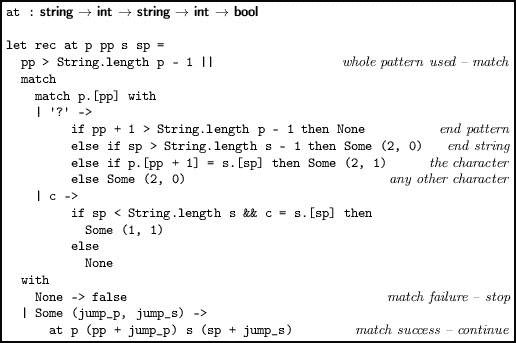 at : string → int → string → int → bool
let rec at p pp s sp =
pp > String.length p - 1 || whole pattern used – match
match
match p.[pp] with
| '?' ->
if pp + 1 > String.length p - 1 then None end pattern
else if sp > String.length s - 1 then Some (2, 0) end string
else if p.[pp + 1] = s.[sp] then Some (2, 1) the character
else Some (2, 0) any other character
| c ->
if sp < String.length s && c = s.[sp] then
Some (1, 1)
else
None
with
None -> false match failure – stop
| Some (jump_p, jump_s) ->
at p (pp + jump_p) s (sp + jump_s) match success – continue